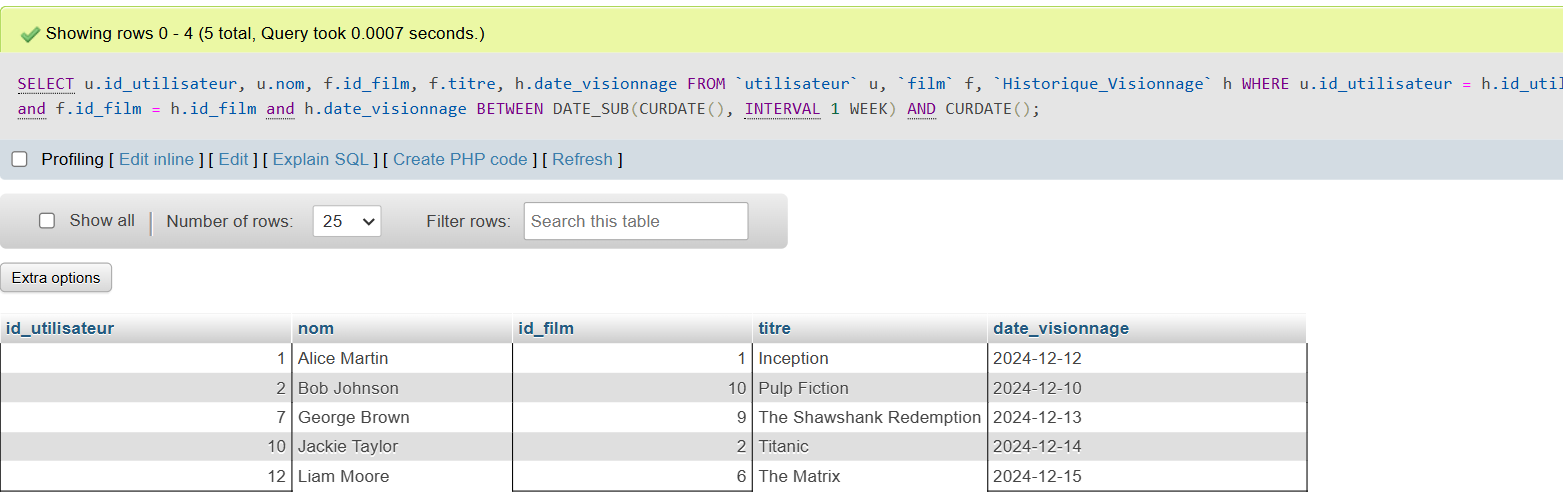 Showing rows 0 - 4 (5 total, Query took 0.0007 seconds.)
SELECT u.id_utilisateur, u.nom, f.id_film, f.titre, h.date_visionnage FROM `utilisateur` u, `film` f, `Historique_Visionnage` h WHERE u.id_utilisateur = h.id_util
and f.id_film = h.id_film and h.date_visionnage BETWEEN DATE_SUB(CURDATE(), INTERVAL 1 WEEK) AND CURDATE();
Profiling [ Edit inline ] [ Edit ] [ Explain SQL ] [ Create PHP code ] [ Refresh ]
Show all | Number of rows: 25 Filter rows: Search this table
Extra options
id_utilisateur nom id_film titre date_visionnage
1 Alice Martin 1 Inception 2024-12-12
2 Bob Johnson 10 Pulp Fiction 2024-12-10
7 George Brown 9 The Shawshank Redemption 2024-12-13
10 Jackie Taylor 2 Titanic 2024-12-14
12 Liam Moore 6 The Matrix 2024-12-15